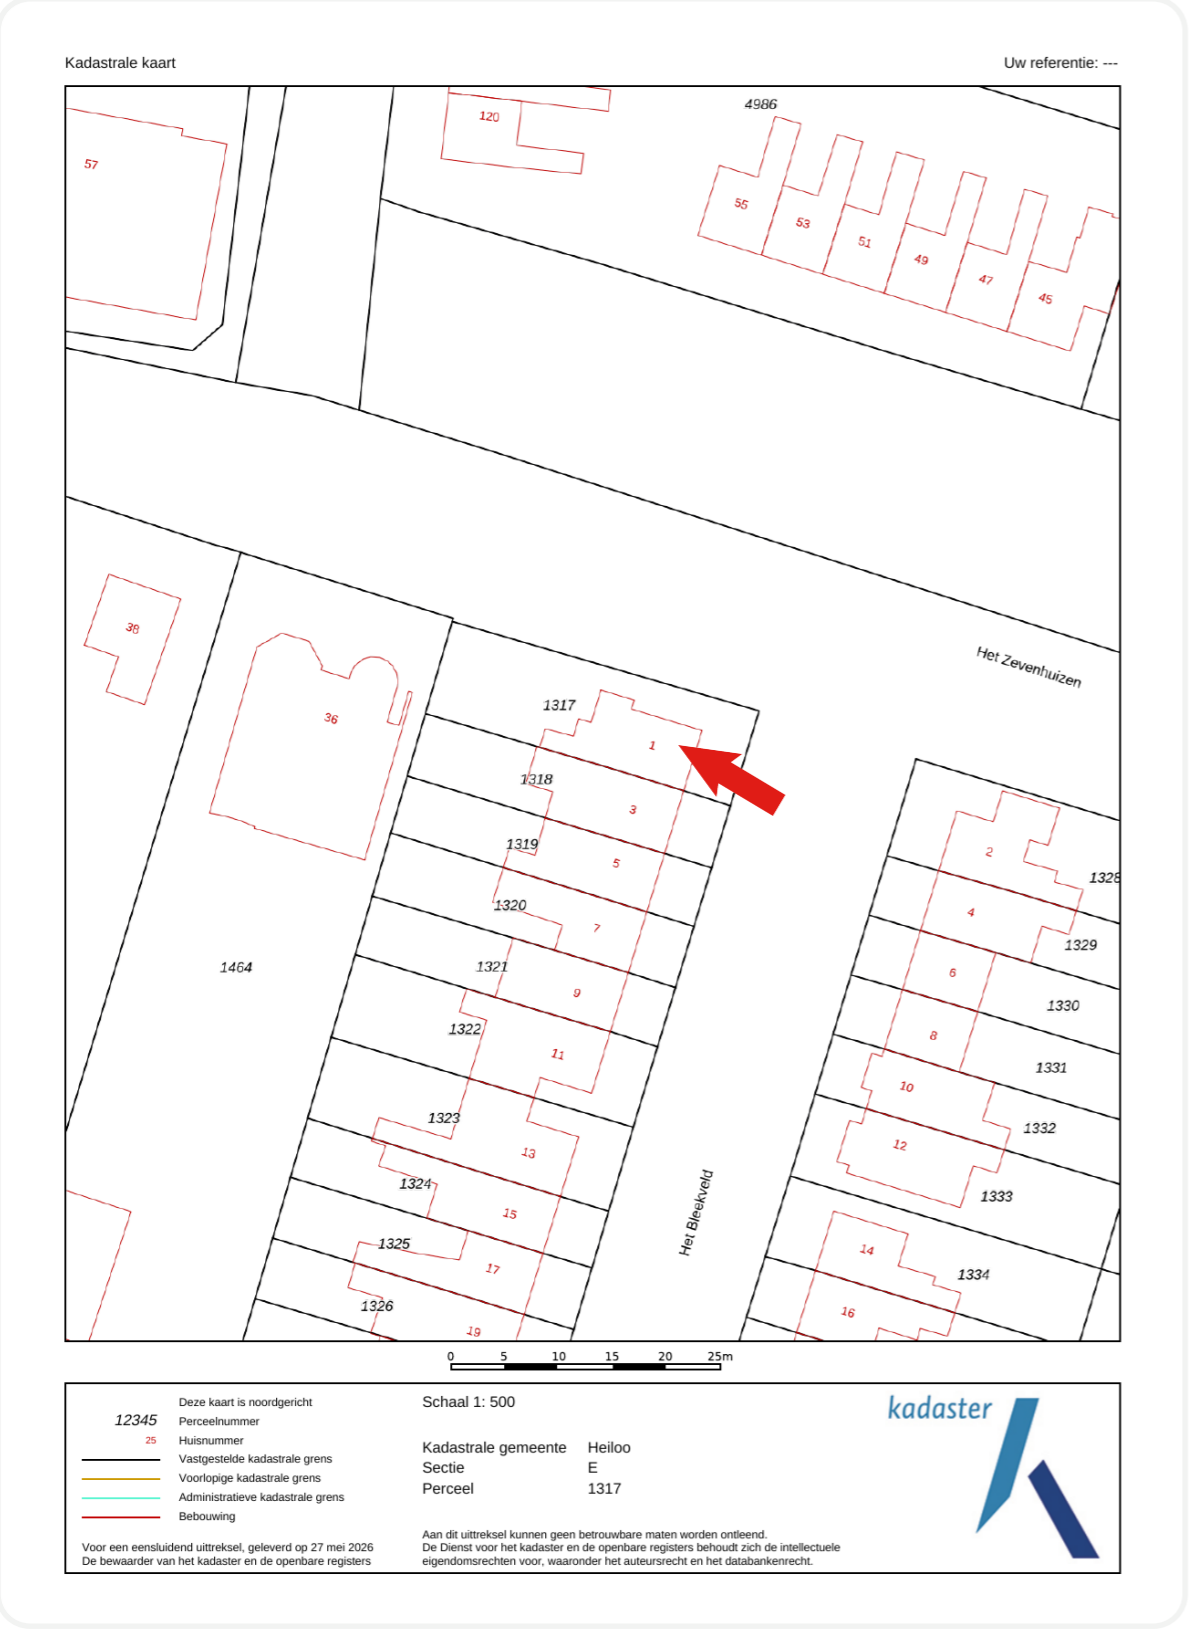 Kadastrale kaart
Uw referentie: ---
4986
120
57
55
53
51
49
47
45
38
36
Het Zevenhuizen
1317
1
1318
3
1319
5
1320
7
1321
9
1322
11
1323
13
1324
15
1325
17
1326
19
1464
Het Bleekveld
2
1328
4
1329
6
1330
8
1331
10
1332
12
1333
14
1334
16
0 5 10 15 20 25m
Deze kaart is noordgericht
12345 Perceelnummer
25 Huisnummer
Vastgestelde kadastrale grens
Voorlopige kadastrale grens
Administratieve kadastrale grens
Bebouwing
Voor een eensluidend uittreksel, geleverd op 27 mei 2026
De bewaarder van het kadaster en de openbare registers
Schaal 1: 500
Kadastrale gemeente Heiloo
Sectie E
Perceel 1317
Aan dit uittreksel kunnen geen betrouwbare maten worden ontleend.
De Dienst voor het kadaster en de openbare registers behoudt zich de intellectuele
eigendomsrechten voor, waaronder het auteursrecht en het databankenrecht.
kadaster